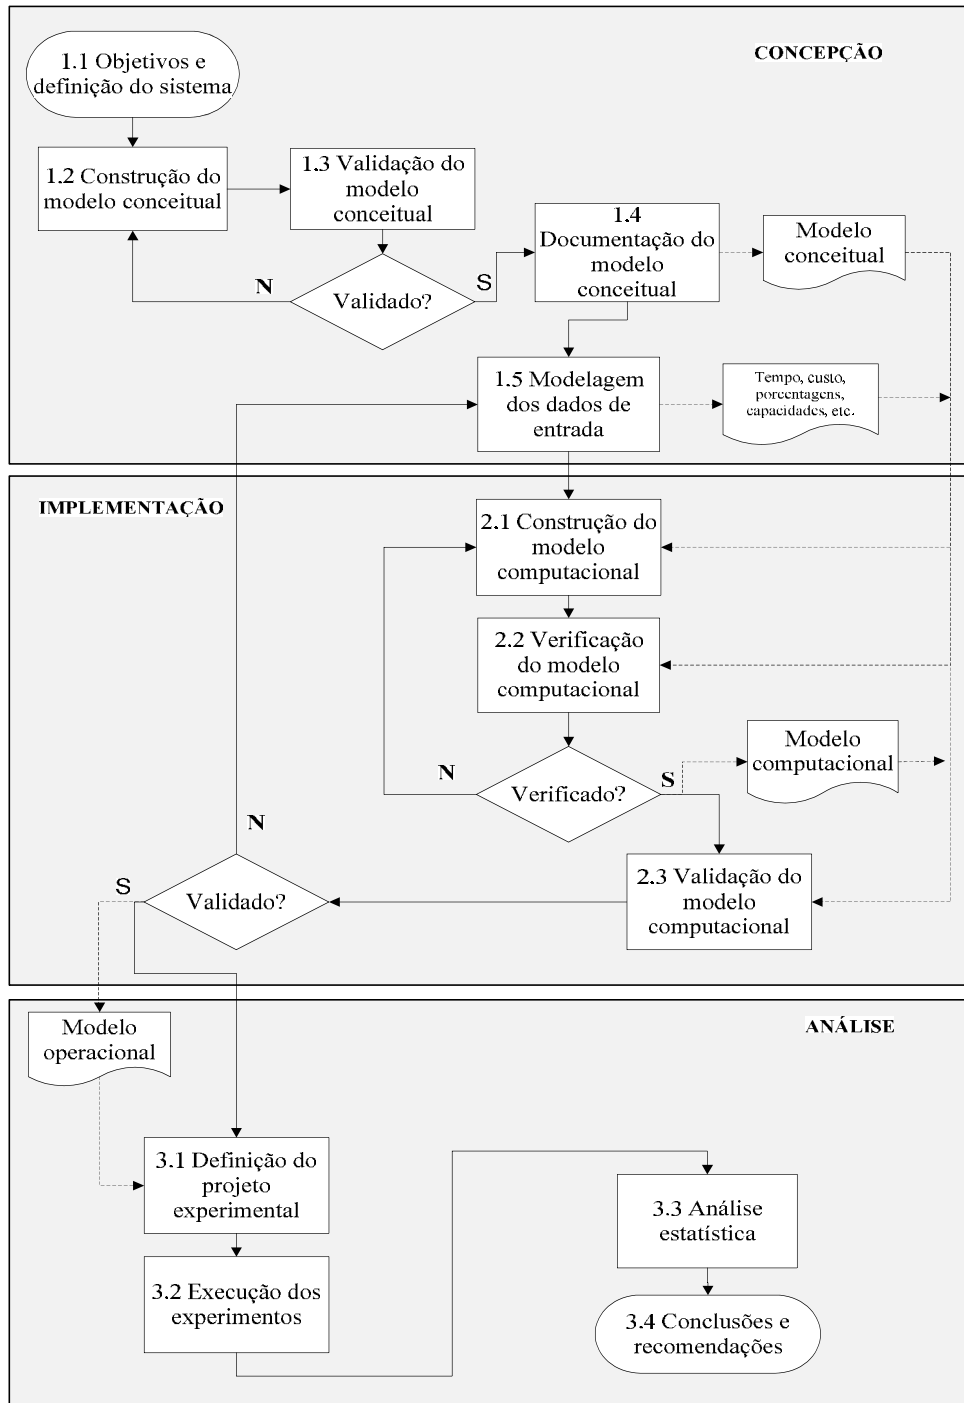 CONCEPÇÃO
1.1 Objetivos e
definição do sistema
1.2 Construção do
modelo conceitual
1.3 Validação do
modelo
conceitual
Validado?
N
S
1.4
Documentação do
modelo
conceitual
Modelo
conceitual
1.5 Modelagem
dos dados de
entrada
Tempo, custo,
porcentagens,
capacidades, etc.
IMPLEMENTAÇÃO
2.1 Construção do
modelo
computacional
2.2 Verificação
do modelo
computacional
Verificado?
N
S
Modelo
computacional
2.3 Validação do
modelo
computacional
Validado?
N
S
ANÁLISE
Modelo
operacional
3.1 Definição do
projeto
experimental
3.2 Execução dos
experimentos
3.3 Análise
estatística
3.4 Conclusões e
recomendações